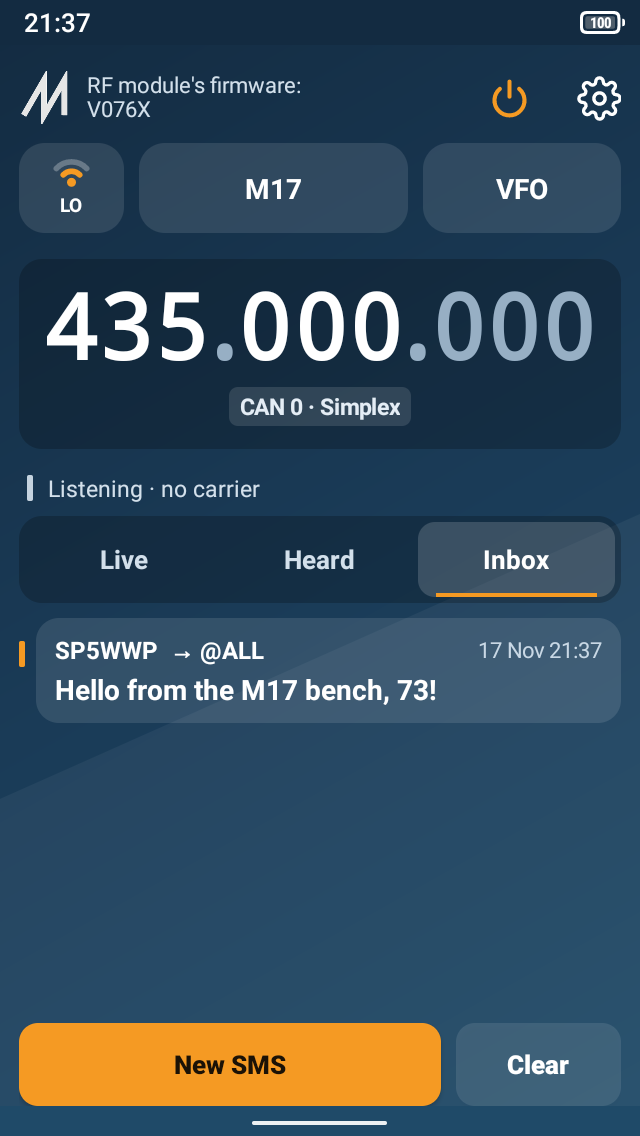 21:37
100
RF module's firmware:
V076X
LO
M17
VFO
435.000.000
CAN 0 · Simplex
Listening · no carrier
Live
Heard
Inbox
SP5WWP → @ALL
17 Nov 21:37
Hello from the M17 bench, 73!
New SMS
Clear